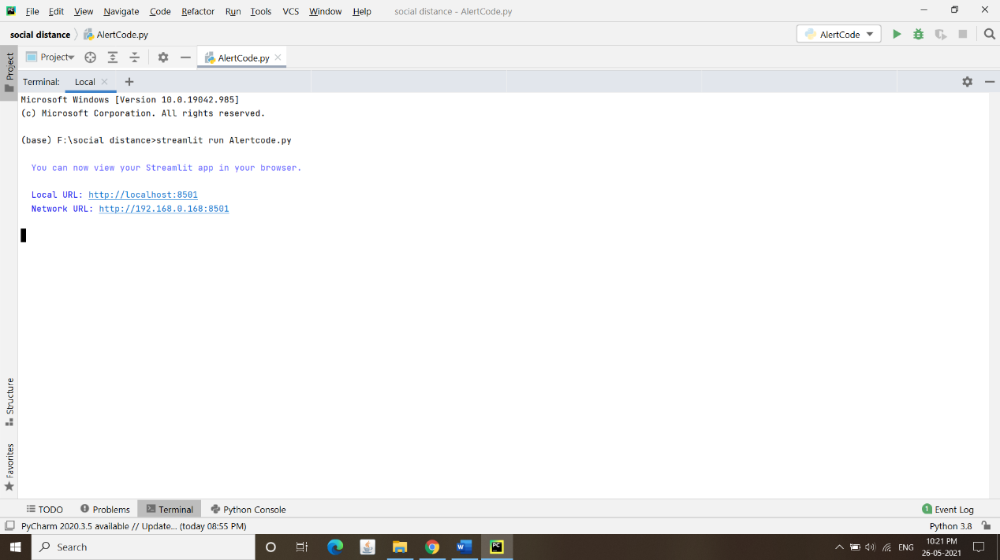 File Edit View Navigate Code Refactor Run Tools VCS Window Help social distance - AlertCode.py
social distance AlertCode.py AlertCode
Project Project AlertCode.py
Terminal: Local
Microsoft Windows [Version 10.0.19042.985]
(c) Microsoft Corporation. All rights reserved.
(base) F:\social distance>streamlit run Alertcode.py
You can now view your Streamlit app in your browser.
Local URL: http://localhost:8501
Network URL: http://192.168.0.168:8501
Structure
Favorites
TODO Problems Terminal Python Console 1 Event Log
PyCharm 2020.3.5 available // Update... (today 08:55 PM) Python 3.8
Search ENG 10:21 PM
26-05-2021